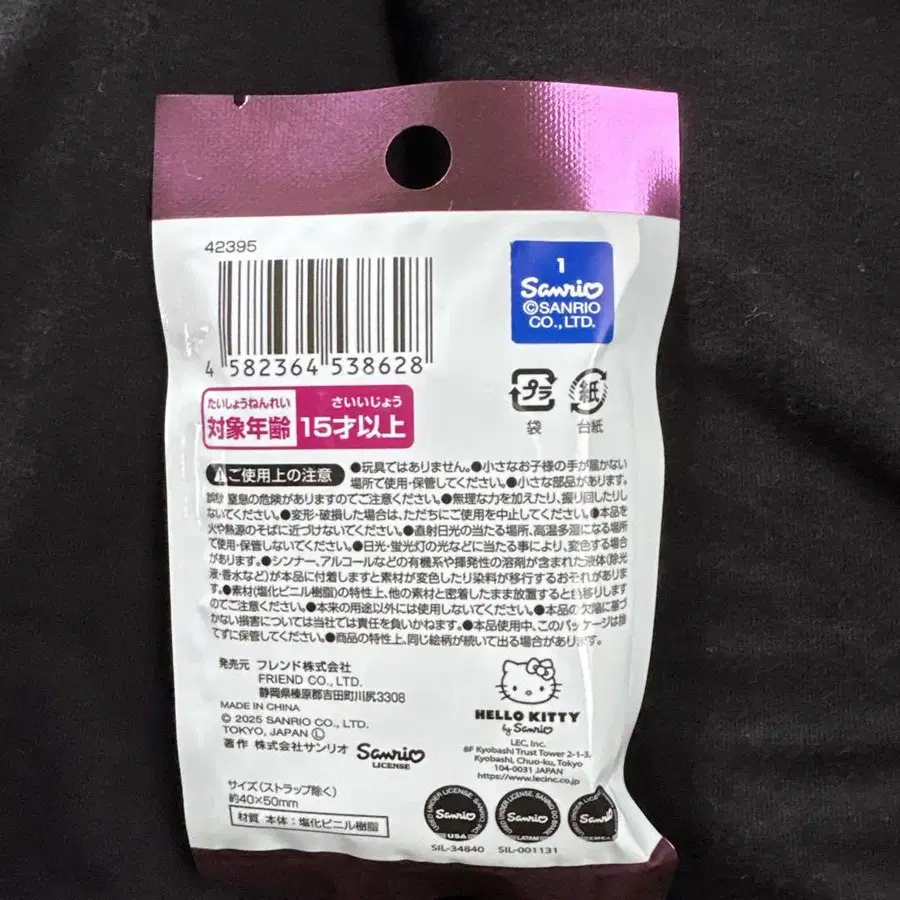 42395
4 582364 538628
1
Sanrio
©SANRIO
CO.,LTD.
プラ
紙
袋
台紙
たいしょうねんれい
さいいじょう
対象年齢 15才以上
ご使用上の注意 ●玩具ではありません。●小さなお子様の手が届かない
場所で使用・保管してください。●小さな部品があります。
窒息の危険がありますのでご注意ください。●無理な力を加えたり、振り回したりし
ないでください。●変形・破損した場合は、ただちにご使用を中止してください。●本品を
火や熱源のそばに近づけないでください。●直射日光の当たる場所、高温多湿になる場所
で使用・保管しないでください。●日光・蛍光灯の光などに当たる事により、変色する場合
があります。●シンナー、アルコールなどの有機系や揮発性の溶剤が含まれた液体(除光
液・香水など)が本品に付着しますと素材が変色したり染料が移行するおそれがありま
す。●素材(塩化ビニル樹脂)の特性上、他の素材と密着したまま放置すると色移りします
のでご注意ください。●本来の用途以外には使用しないでください。●本品の欠陥に基づ
かない損害については当社では責任を負いかねます。●本品使用中、このパッケージは捨
てずに保管してください。●商品の特性上、同じ絵柄が続いて出る場合があります。
発売元 フレンド株式会社
FRIEND CO., LTD.
静岡県榛原郡吉田町川尻3308
MADE IN CHINA
© 2025 SANRIO CO., LTD.
TOKYO, JAPAN Ⓛ
著作 株式会社サンリオ
Sanrio
LICENSE
HELLO KITTY
by Sanrio
LEC, Inc.
8F Kyobashi Trust Tower 2-1-3,
Kyobashi, Chuo-ku, Tokyo
104-0031 JAPAN
https://www.lecinc.co.jp
サイズ(ストラップ除く)
約40×50mm
材質 本体:塩化ビニル樹脂
Sanrio
USA
SIL-34840
Sanrio
LATAM
SIL-001131
Sanrio